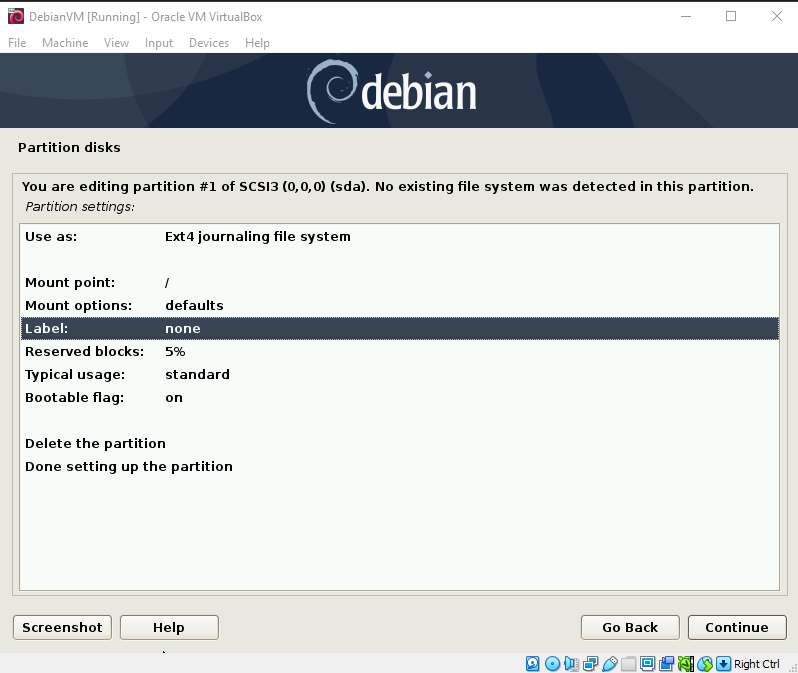 DebianVM [Running] - Oracle VM VirtualBox
File Machine View Input Devices Help
debian
Partition disks
You are editing partition #1 of SCSI3 (0,0,0) (sda). No existing file system was detected in this partition.
Partition settings:
Use as: Ext4 journaling file system
Mount point: /
Mount options: defaults
Label: none
Reserved blocks: 5%
Typical usage: standard
Bootable flag: on
Delete the partition
Done setting up the partition
Screenshot Help Go Back Continue
Right Ctrl